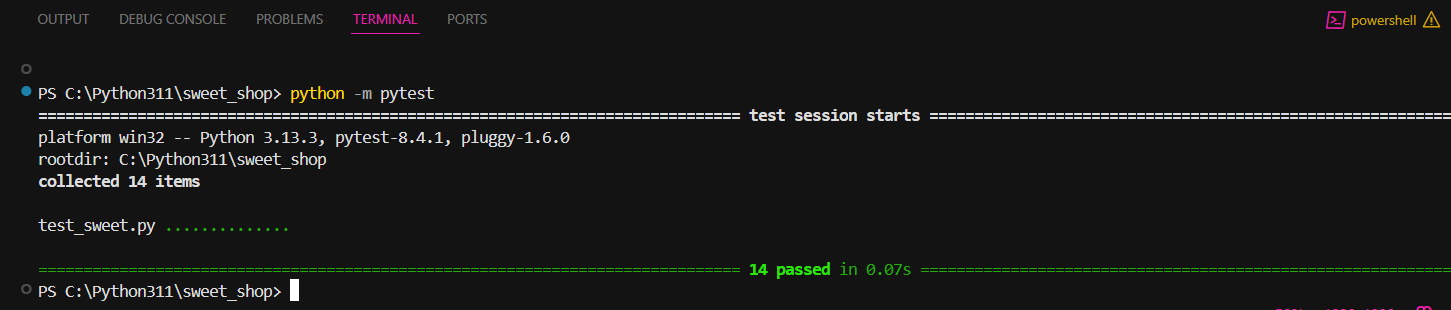 OUTPUT DEBUG CONSOLE PROBLEMS TERMINAL PORTS powershell
PS C:\Python311\sweet_shop> python -m pytest
============================================================================== test session starts ==========================================================
platform win32 -- Python 3.13.3, pytest-8.4.1, pluggy-1.6.0
rootdir: C:\Python311\sweet_shop
collected 14 items
test_sweet.py ..............
============================================================================== 14 passed in 0.07s ===========================================================
PS C:\Python311\sweet_shop>